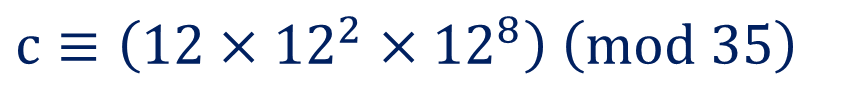 c ≡ (12 × 12² × 12⁸) (mod 35)